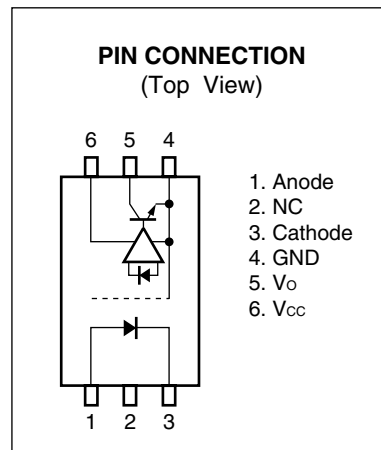 PIN CONNECTION
(Top View)
6 5 4
1. Anode
2. NC
3. Cathode
4. GND
5. Vo
6. Vcc
1 2 3